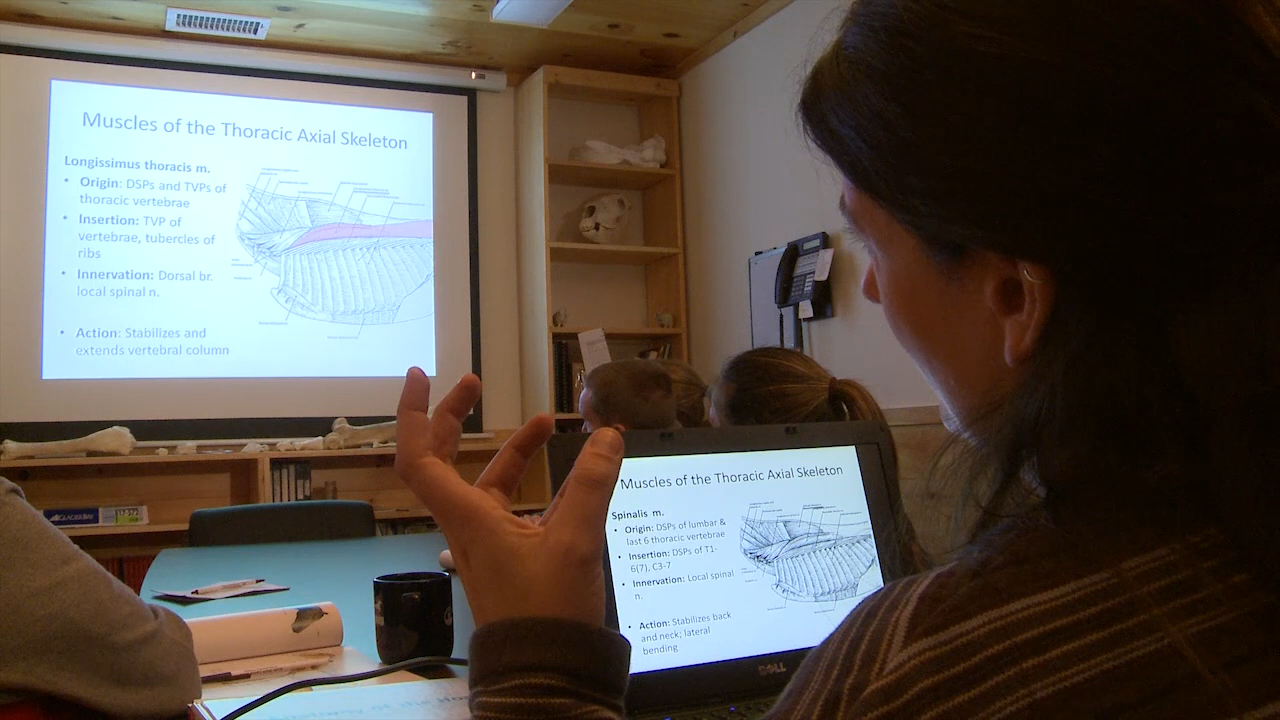 Muscles of the Thoracic Axial Skeleton
Longissimus thoracis m.
• Origin: DSPs and TVPs of
thoracic vertebrae
• Insertion: TVP of
vertebrae, tubercles of
ribs
• Innervation: Dorsal br.
local spinal n.
• Action: Stabilizes and
extends vertebral column
GLACIER BAY
Muscles of the Thoracic Axial Skeleton
Spinalis m.
• Origin: DSPs of lumbar &
last 6 thoracic vertebrae
• Insertion: DSPs of T1-
6(7), C3-7
• Innervation: Local spinal
n.
• Action: Stabilizes back
and neck; lateral
bending
DELL